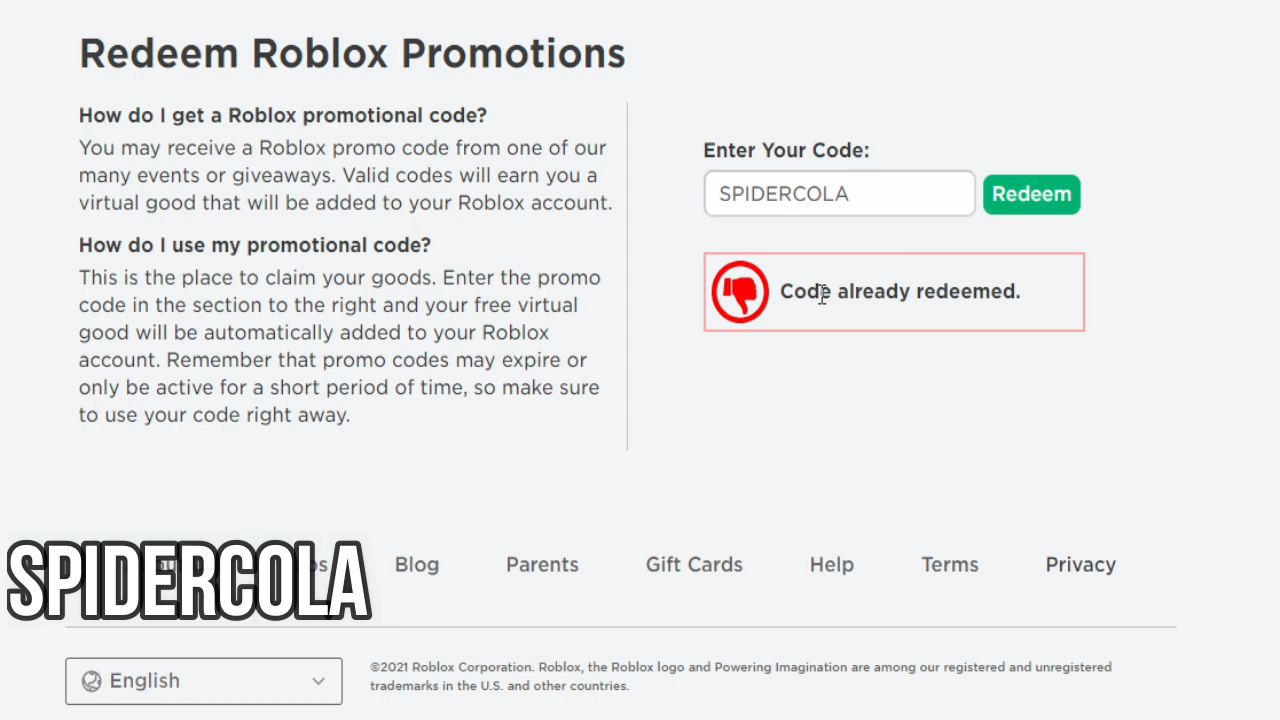 Redeem Roblox Promotions
How do I get a Roblox promotional code?
You may receive a Roblox promo code from one of our
many events or giveaways. Valid codes will earn you a
virtual good that will be added to your Roblox account.
How do I use my promotional code?
This is the place to claim your goods. Enter the promo
code in the section to the right and your free virtual
good will be automatically added to your Roblox
account. Remember that promo codes may expire or
only be active for a short period of time, so make sure
to use your code right away.
Enter Your Code:
SPIDERCOLA
Redeem
Code already redeemed.
SPIDERCOLA
Blog
Parents
Gift Cards
Help
Terms
Privacy
English
©2021 Roblox Corporation. Roblox, the Roblox logo and Powering Imagination are among our registered and unregistered
trademarks in the U.S. and other countries.